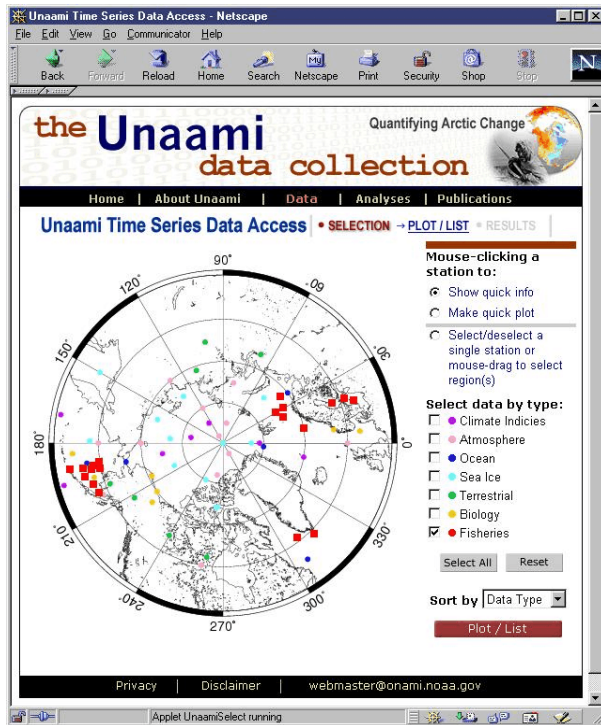 Unaami Time Series Data Access - Netscape
File Edit View Go Communicator Help
Back Forward Reload Home Search Netscape Print Security Shop Stop
My
N
the Unaami
data collection
Quantifying Arctic Change
Home | About Unaami | Data | Analyses | Publications
Unaami Time Series Data Access • SELECTION → PLOT / LIST • RESULTS
Mouse-clicking a
station to:
Show quick info
Make quick plot
Select/deselect a
single station or
mouse-drag to select
region(s)
Select data by type:
Climate Indicies
Atmosphere
Ocean
Sea Ice
Terrestrial
Biology
Fisheries
Select All Reset
Sort by Data Type
Plot / List
90°
60°
30°
0°
330°
300°
270°
240°
210°
180°
150°
120°
Privacy | Disclaimer | webmaster@onami.noaa.gov
Applet UnaamiSelect running